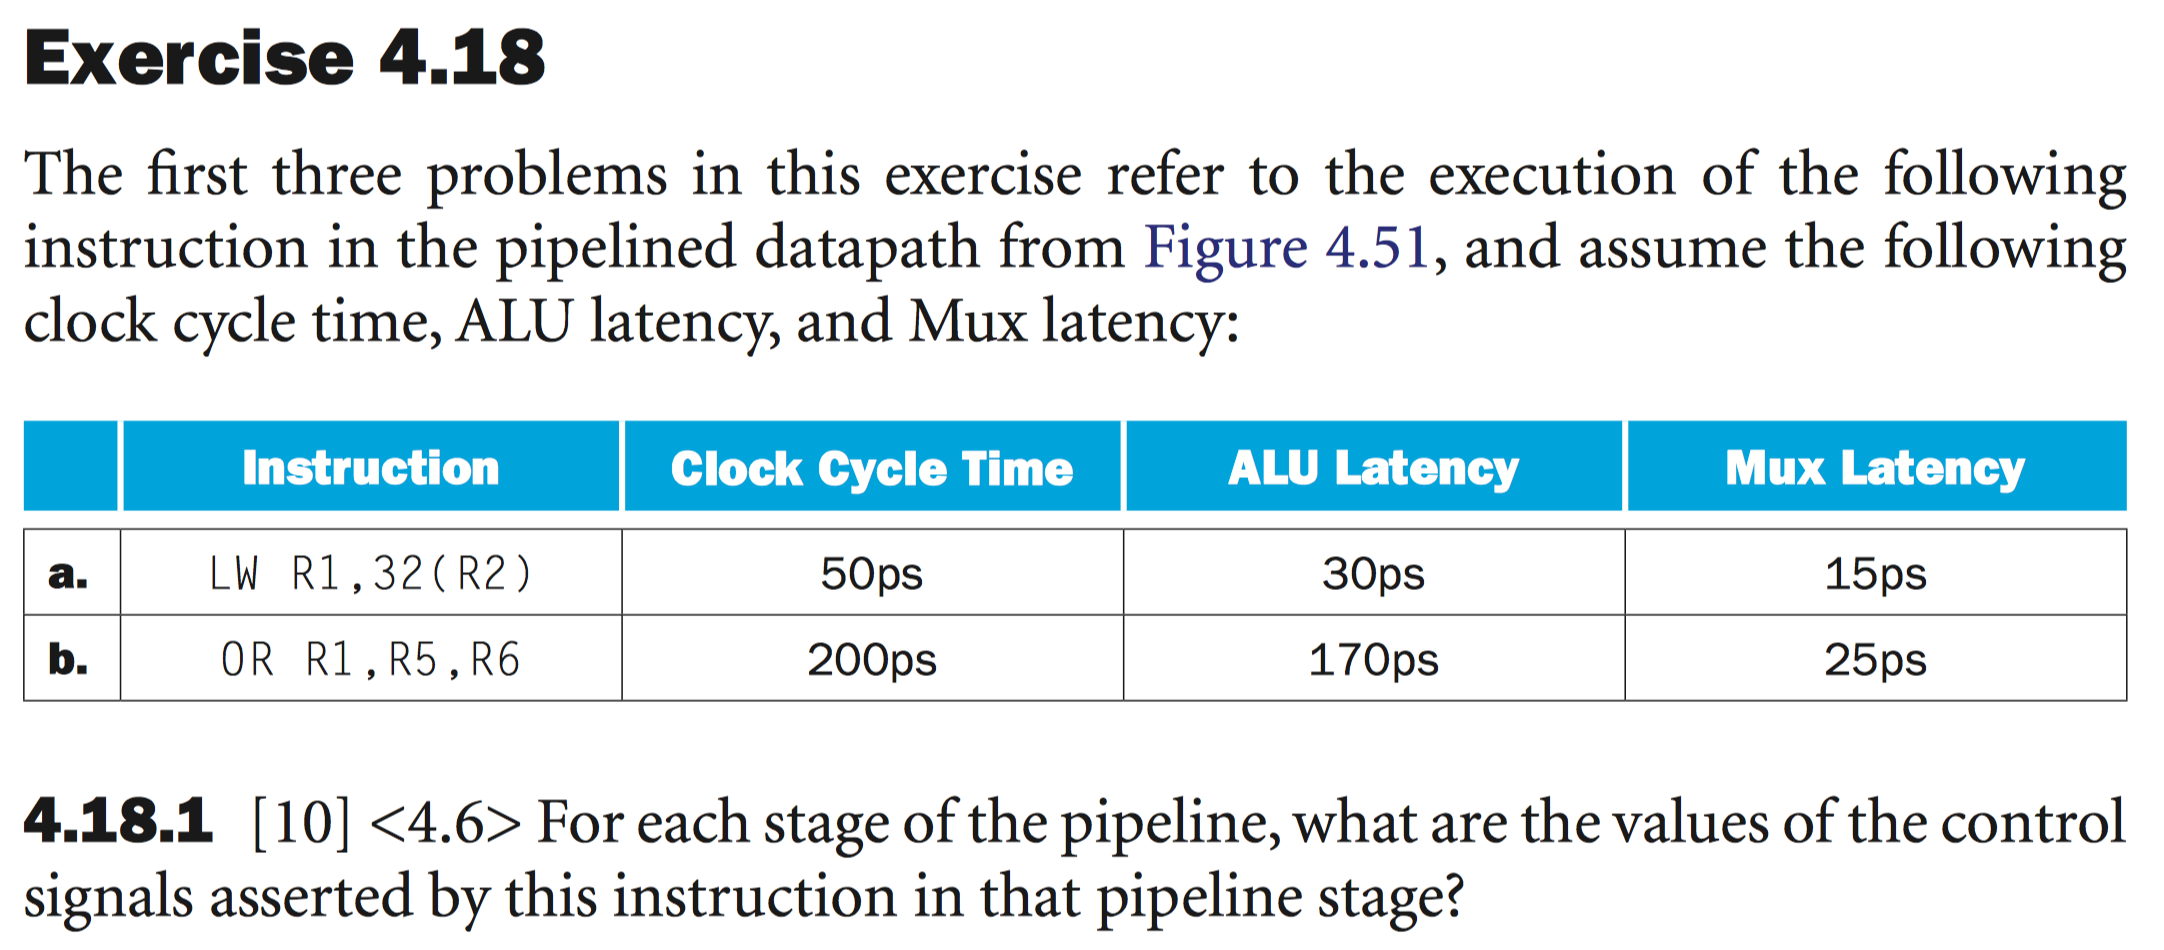 Exercise 4.18
The first three problems in this exercise refer to the execution of the following
instruction in the pipelined datapath from Figure 4.51, and assume the following
clock cycle time, ALU latency, and Mux latency:
Instruction Clock Cycle Time ALU Latency Mux Latency
a. LW R1,32(R2) 50ps 30ps 15ps
b. OR R1,R5,R6 200ps 170ps 25ps
4.18.1 [10] <4.6> For each stage of the pipeline, what are the values of the control
signals asserted by this instruction in that pipeline stage?